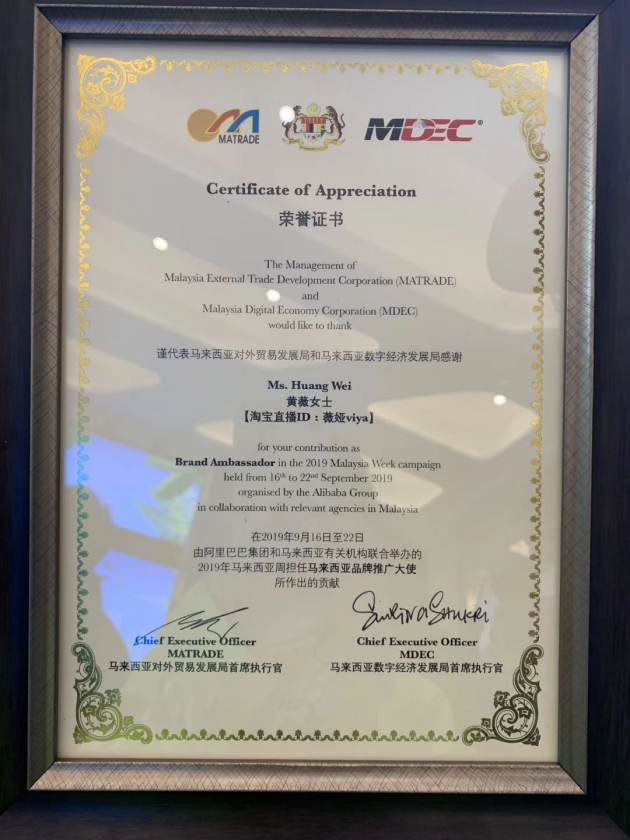 MATRADE
MDEC®
Certificate of Appreciation
荣誉证书
The Management of
Malaysia External Trade Development Corporation (MATRADE)
and
Malaysia Digital Economy Corporation (MDEC)
would like to thank
谨代表马来西亚对外贸易发展局和马来西亚数字经济发展局感谢
Ms. Huang Wei
黄薇女士
【淘宝直播ID：薇娅viya】
for your contribution as
Brand Ambassador in the 2019 Malaysia Week campaign
held from 16th to 22nd September 2019
organised by the Alibaba Group
in collaboration with relevant agencies in Malaysia
在2019年9月16日至22日
由阿里巴巴集团和马来西亚有关机构联合举办的
2019年马来西亚周担任马来西亚品牌推广大使
所作出的贡献
Chief Executive Officer
MATRADE
马来西亚对外贸易发展局首席执行官
Chief Executive Officer
MDEC
马来西亚数字经济发展局首席执行官